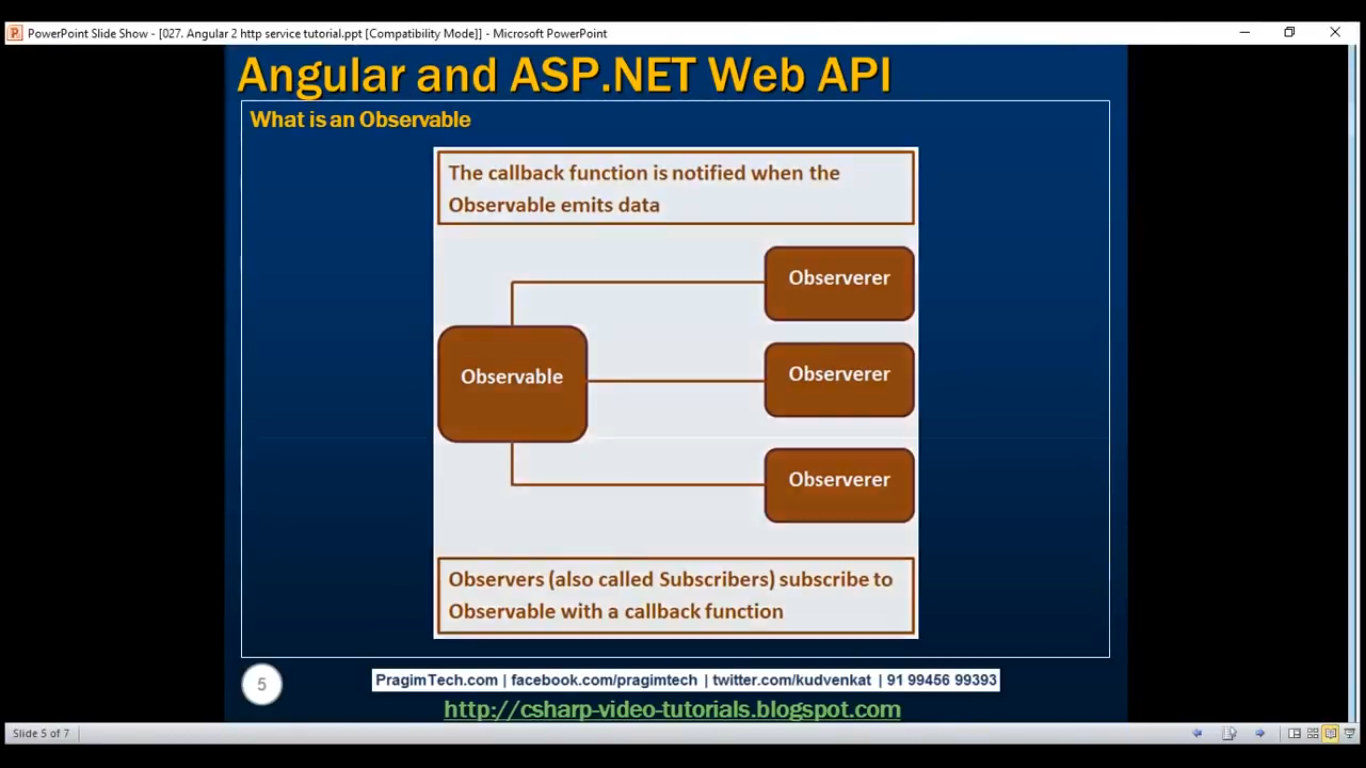 PowerPoint Slide Show - [027. Angular 2 http service tutorial.ppt [Compatibility Mode]] - Microsoft PowerPoint
Angular and ASP.NET Web API
What is an Observable
The callback function is notified when the
Observable emits data
Observerer
Observable
Observerer
Observerer
Observers (also called Subscribers) subscribe to
Observable with a callback function
5
PragimTech.com | facebook.com/pragimtech | twitter.com/kudvenkat | 91 99456 99393
http://csharp-video-tutorials.blogspot.com
Slide 5 of 7